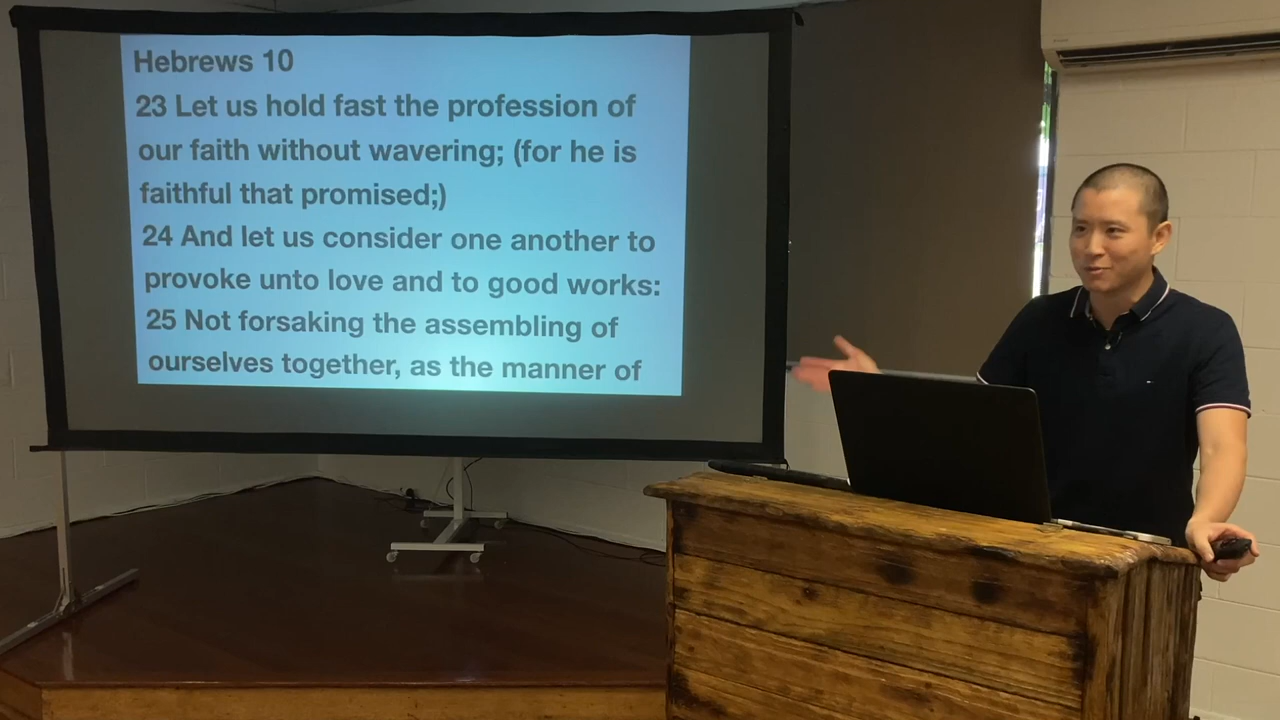 Hebrews 10
23 Let us hold fast the profession of
our faith without wavering; (for he is
faithful that promised;)
24 And let us consider one another to
provoke unto love and to good works:
25 Not forsaking the assembling of
ourselves together, as the manner of